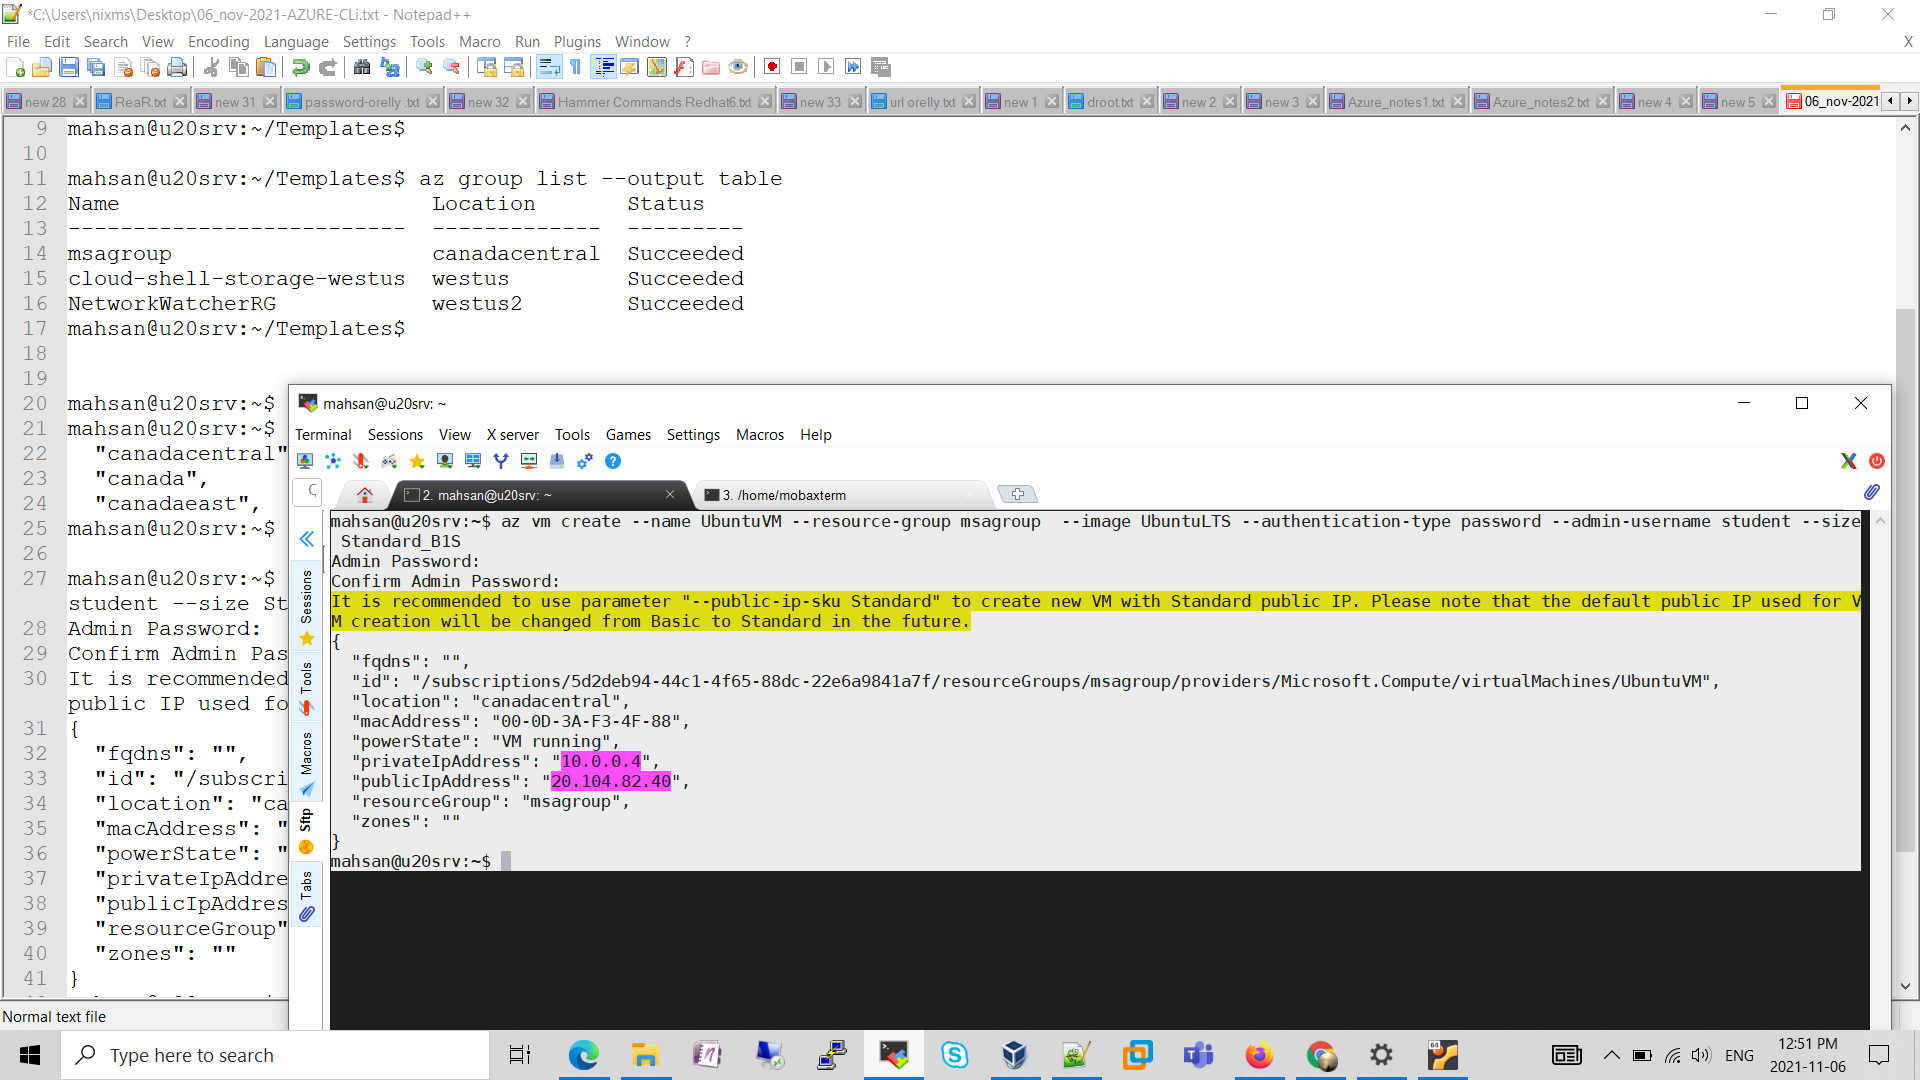 *C:\Users\nixms\Desktop\06_nov-2021-AZURE-CLi.txt - Notepad++
File Edit Search View Encoding Language Settings Tools Macro Run Plugins Window ? X
new 28 ReaR.txt new 31 password-orelly .txt new 32 Hammer Commands Redhat6.txt new 33 url orelly.txt new 1 droot.txt new 2 new 3 Azure_notes1.txt Azure_notes2.txt new 4 new 5 06_nov-2021
9 mahsan@u20srv:~/Templates$
10
11 mahsan@u20srv:~/Templates$ az group list --output table
12 Name Location Status
13 -------------------------- ------------- ---------
14 msagroup canadacentral Succeeded
15 cloud-shell-storage-westus westus Succeeded
16 NetworkWatcherRG westus2 Succeeded
17 mahsan@u20srv:~/Templates$
18
19
20 mahsan@u20srv:~$
21 mahsan@u20srv:~$
22 "canadacentral"
23 "canada",
24 "canadaeast",
25 mahsan@u20srv:~$
26
27 mahsan@u20srv:~$
student --size St
28 Admin Password:
29 Confirm Admin Pas
30 It is recommended
public IP used fo
31 {
32 "fqdns": "",
33 "id": "/subscri
34 "location": "ca
35 "macAddress": "
36 "powerState": "
37 "privateIpAddre
38 "publicIpAddres
39 "resourceGroup"
40 "zones": ""
41 }
Normal text file
mahsan@u20srv: ~
Terminal Sessions View X server Tools Games Settings Macros Help
2. mahsan@u20srv: ~ 3. /home/mobaxterm
Sessions
Tools
Macros
Sftp
Tabs
mahsan@u20srv:~$ az vm create --name UbuntuVM --resource-group msagroup --image UbuntuLTS --authentication-type password --admin-username student --size
Standard_B1S
Admin Password:
Confirm Admin Password:
It is recommended to use parameter "--public-ip-sku Standard" to create new VM with Standard public IP. Please note that the default public IP used for V
M creation will be changed from Basic to Standard in the future.
{
"fqdns": "",
"id": "/subscriptions/5d2deb94-44c1-4f65-88dc-22e6a9841a7f/resourceGroups/msagroup/providers/Microsoft.Compute/virtualMachines/UbuntuVM",
"location": "canadacentral",
"macAddress": "00-0D-3A-F3-4F-88",
"powerState": "VM running",
"privateIpAddress": "10.0.0.4",
"publicIpAddress": "20.104.82.40",
"resourceGroup": "msagroup",
"zones": ""
}
mahsan@u20srv:~$
Type here to search
ENG
12:51 PM
2021-11-06